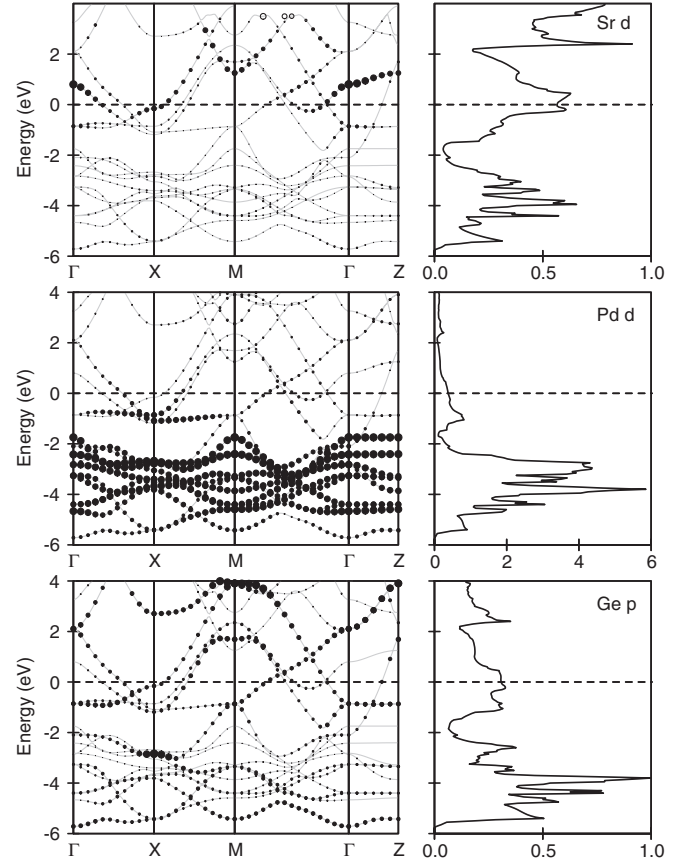 Sr d
2
0
-2
-4
-6
Energy (eV)
Γ X M Γ Z
0.0 0.5 1.0
Pd d
4
2
0
-2
-4
-6
Energy (eV)
Γ X M Γ Z
0 2 4 6
Ge p
4
2
0
-2
-4
-6
Energy (eV)
Γ X M Γ Z
0.0 0.5 1.0